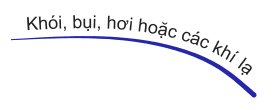 Khói, bụi, hơi hoặc các khí lạ